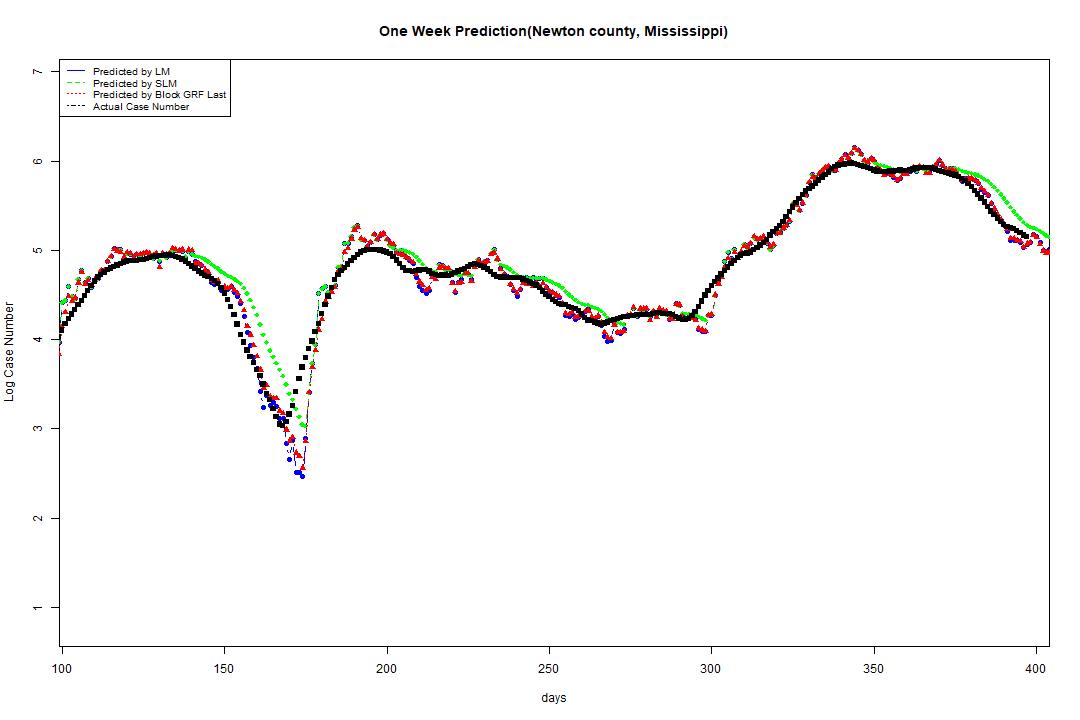 One Week Prediction(Newton county, Mississippi)
Predicted by LM
Predicted by SLM
Predicted by Block GRF Last
Actual Case Number
7
6
5
4
3
2
1
Log Case Number
100 150 200 250 300 350 400
days